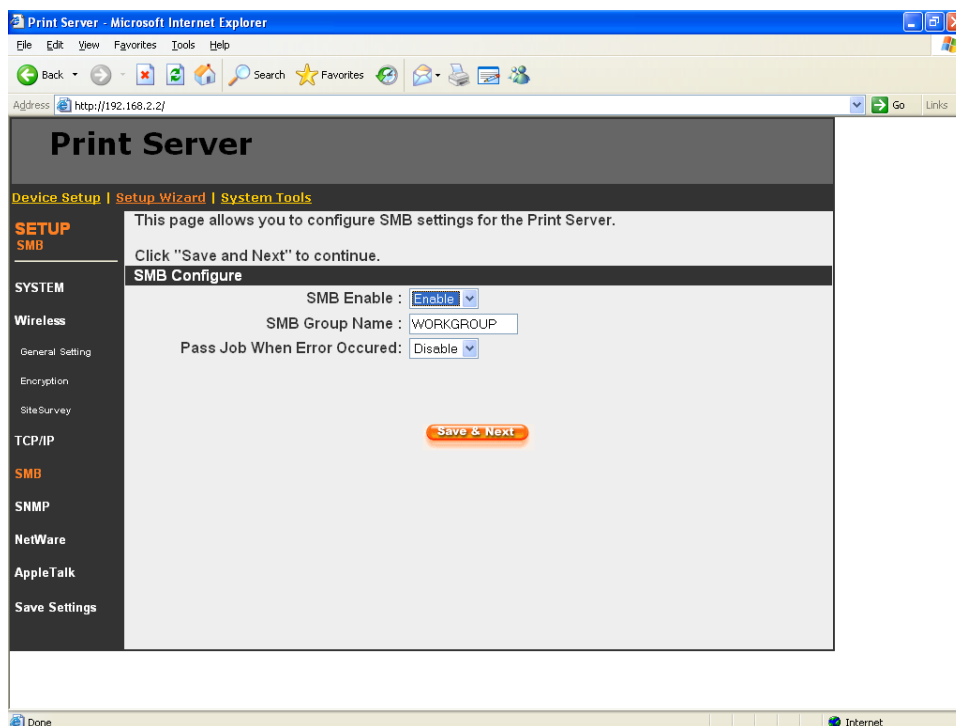 Print Server - Microsoft Internet Explorer
File Edit View Favorites Tools Help
Back Search Favorites
Address http://192.168.2.2/ Go Links
Print Server
Device Setup | Setup Wizard | System Tools
SETUP
SMB
SYSTEM
Wireless
General Setting
Encryption
SiteSurvey
TCP/IP
SMB
SNMP
NetWare
AppleTalk
Save Settings
This page allows you to configure SMB settings for the Print Server.
Click "Save and Next" to continue.
SMB Configure
SMB Enable : Enable
SMB Group Name : WORKGROUP
Pass Job When Error Occured: Disable
Save & Next
Done Internet